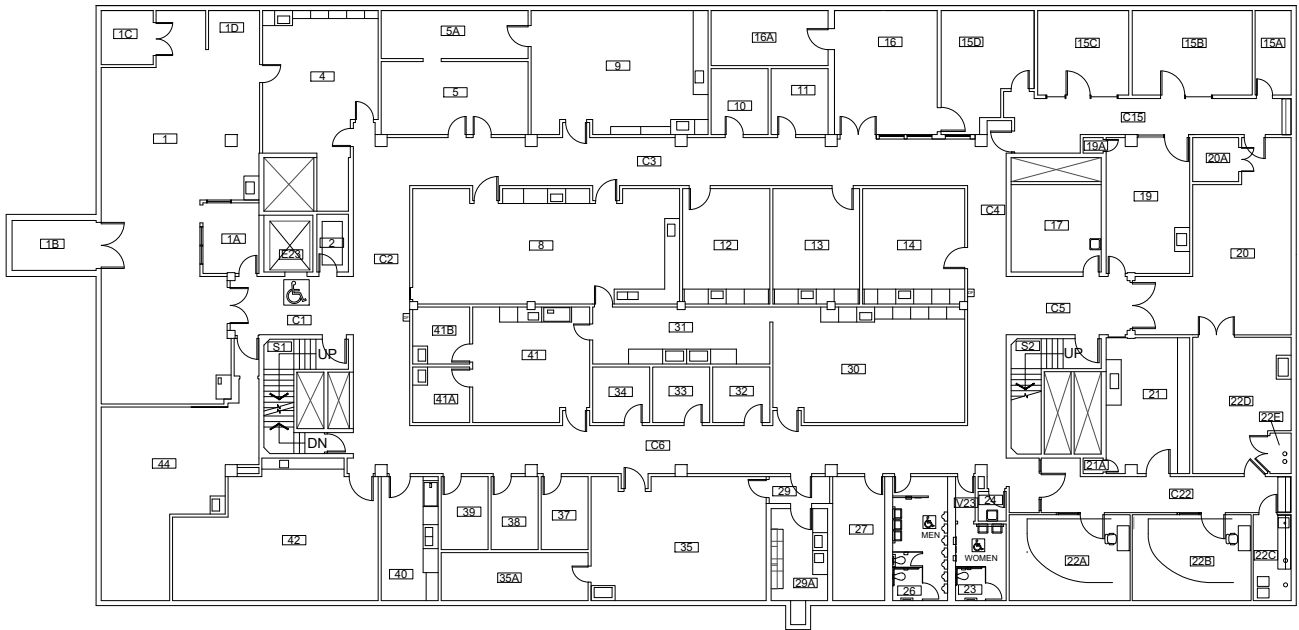 1C
1D
5A
16A
16
15D
15C
15B
15A
9
4
5
10
11
C15
1
C3
19A
20A
19
C4
2
1A
1B
E23
8
12
13
14
17
20
C2
C1
C5
S1
UP
41B
31
S2
UP
41
30
34
33
32
41A
21
22D
22E
DN
C6
44
21A
29
C22
V23
24
39
38
37
27
42
35
MEN
WOMEN
40
35A
29A
26
23
22A
22B
22C